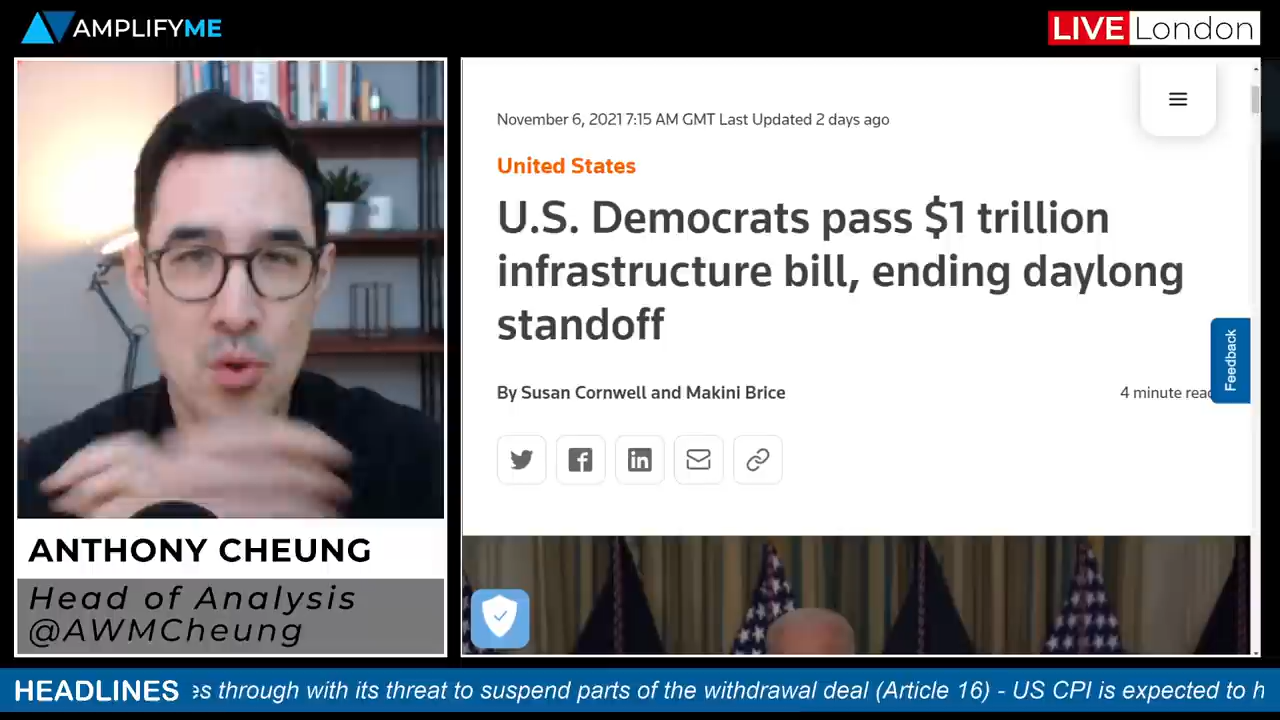 AMPLIFYME
LIVE London
November 6, 2021 7:15 AM GMT Last Updated 2 days ago
United States
U.S. Democrats pass $1 trillion
infrastructure bill, ending daylong
standoff
Feedback
By Susan Cornwell and Makini Brice
4 minute
ANTHONY CHEUNG
Head of Analysis
@AWMCheung
HEADLINES through with its threat to suspend parts of the withdrawal deal (Article 16) - US CPI is expected to